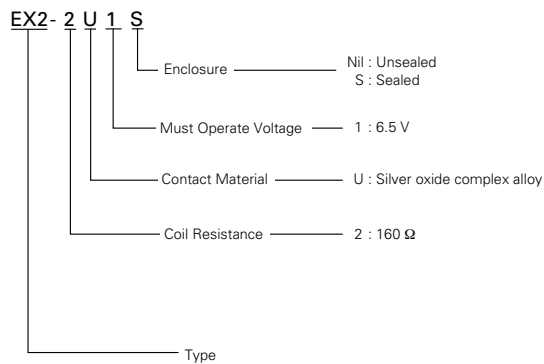 EX2- 2 U 1 S
Enclosure Nil : Unsealed
S : Sealed
Must Operate Voltage 1 : 6.5 V
Contact Material U : Silver oxide complex alloy
Coil Resistance 2 : 160 Ω
Type